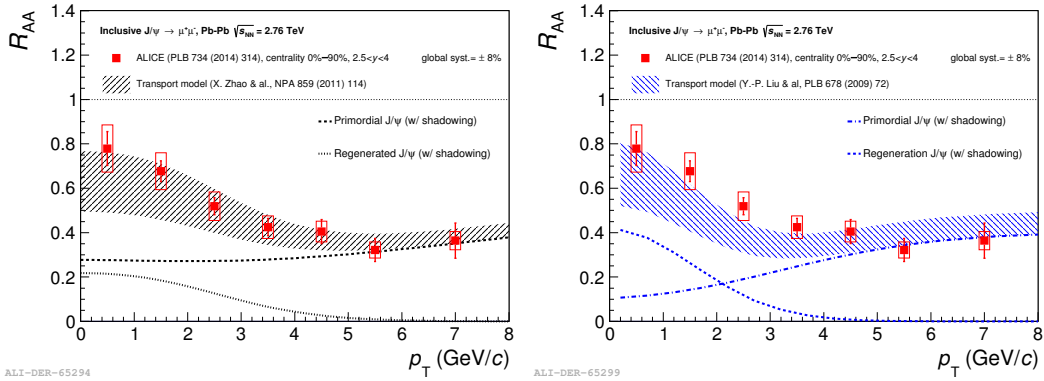 Inclusive J/ψ → μ⁺μ⁻, Pb-Pb √sNN = 2.76 TeV
ALICE (PLB 734 (2014) 314), centrality 0%−90%, 2.5<y<4 global syst.= ± 8%
Transport model (X. Zhao & al., NPA 859 (2011) 114)
Primordial J/ψ (w/ shadowing)
Regenerated J/ψ (w/ shadowing)
RAA
1.4
1.2
1
0.8
0.6
0.4
0.2
0
0 1 2 3 4 5 6 7 8
pT (GeV/c)
ALI-DER-65294
Inclusive J/ψ → μ⁺μ⁻, Pb-Pb √sNN = 2.76 TeV
ALICE (PLB 734 (2014) 314), centrality 0%−90%, 2.5<y<4 global syst.= ± 8%
Transport model (Y.-P. Liu & al, PLB 678 (2009) 72)
Primordial J/ψ (w/ shadowing)
Regeneration J/ψ (w/ shadowing)
RAA
1.4
1.2
1
0.8
0.6
0.4
0.2
0
0 1 2 3 4 5 6 7 8
pT (GeV/c)
ALI-DER-65299